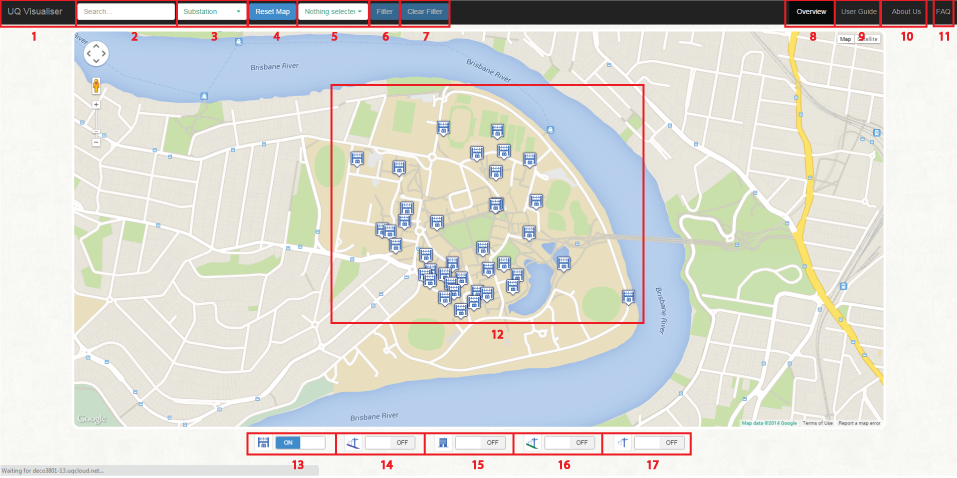 UQ Visualiser Search... Substation Reset Map Nothing selected Filter Clear Filter Overview User Guide About Us FAQ
1 2 3 4 5 6 7 8 9 10 11
Map Satellite
Brisbane River
Brisbane River
River
12
Brisbane River
Brisbane River
Google
Map data ©2014 Google Terms of Use Report a map error
ON OFF OFF OFF OFF
13 14 15 16 17
Waiting for deco3801-13.uqcloud.net...